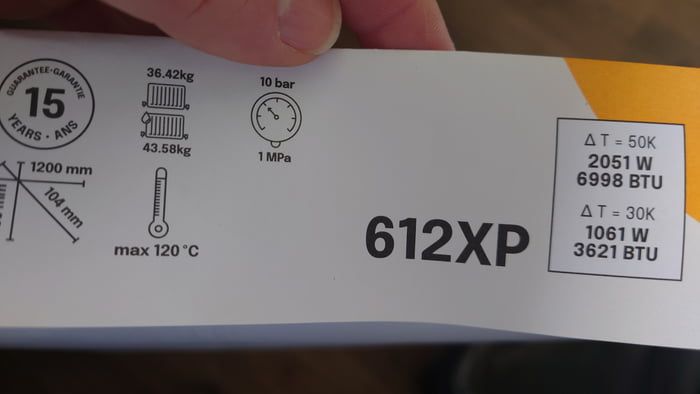 GUARANTEE·GARANTIE
15
YEARS · ANS
36.42kg
43.58kg
10 bar
1 MPa
1200 mm
104 mm
max 120 °C
612XP
Δ T = 50K
2051 W
6998 BTU
Δ T = 30K
1061 W
3621 BTU